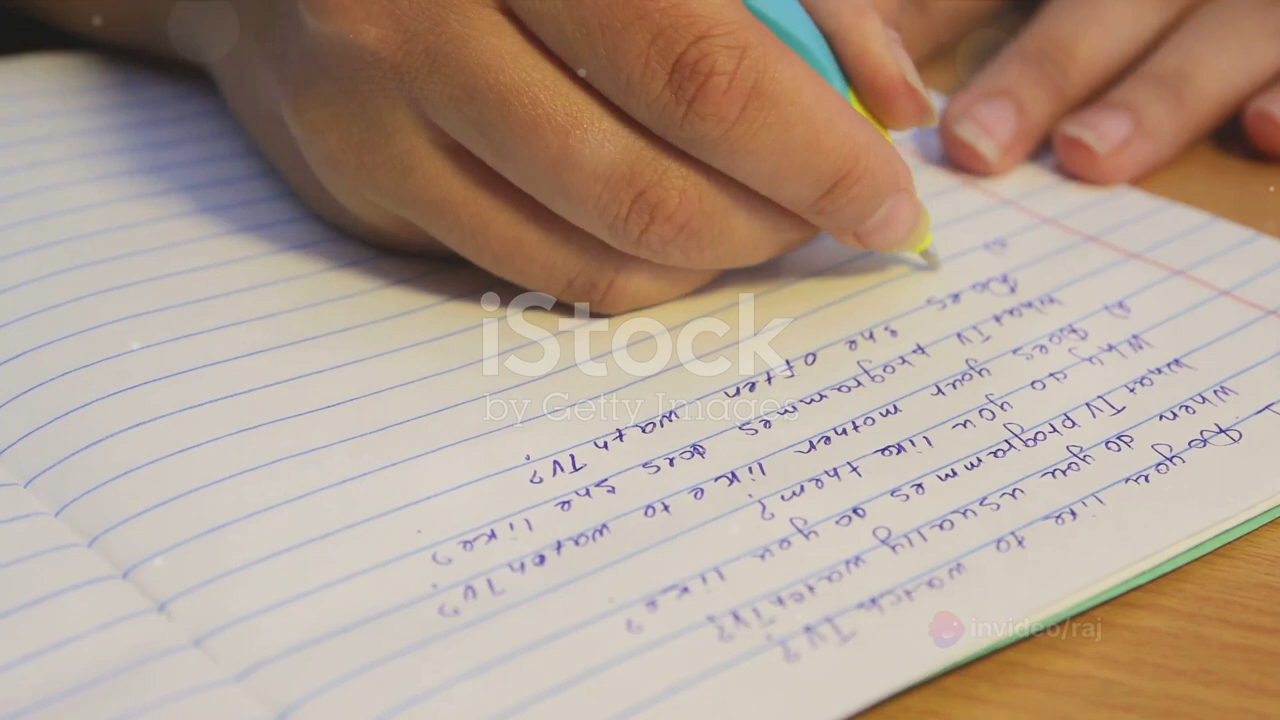 Do you like to watch TV?
When do you usually watch TV?
What TV programmes do you like?
Why do you like them?
Does your mother like to watch TV?
What TV programmes does she like?
Does she often wath TV?
iStock
by Getty Images
invideo/raj